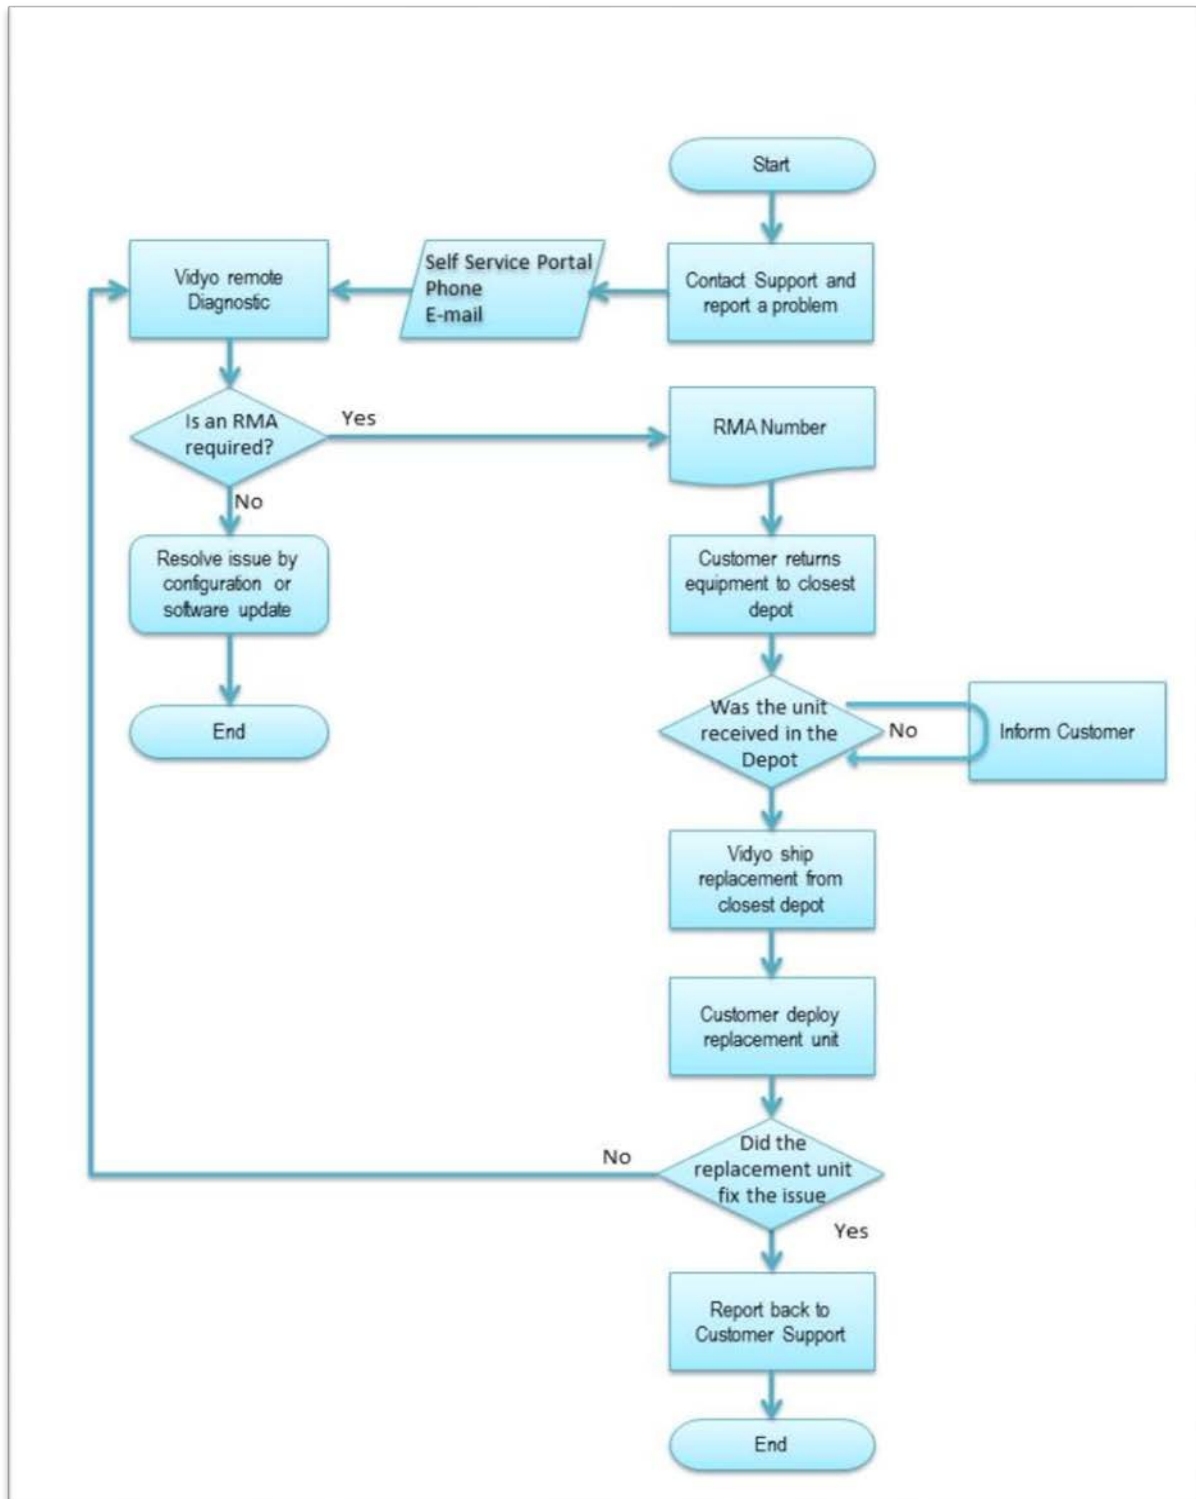 Start
Contact Support and
report a problem
Self Service Portal
Phone
E-mail
Vidyo remote
Diagnostic
Is an RMA
required?
Yes
No
RMA Number
Resolve issue by
configuration or
software update
End
Customer returns
equipment to closest
depot
Was the unit
received in the
Depot
No
Inform Customer
Vidyo ship
replacement from
closest depot
Customer deploy
replacement unit
Did the
replacement unit
fix the issue
No
Yes
Report back to
Customer Support
End